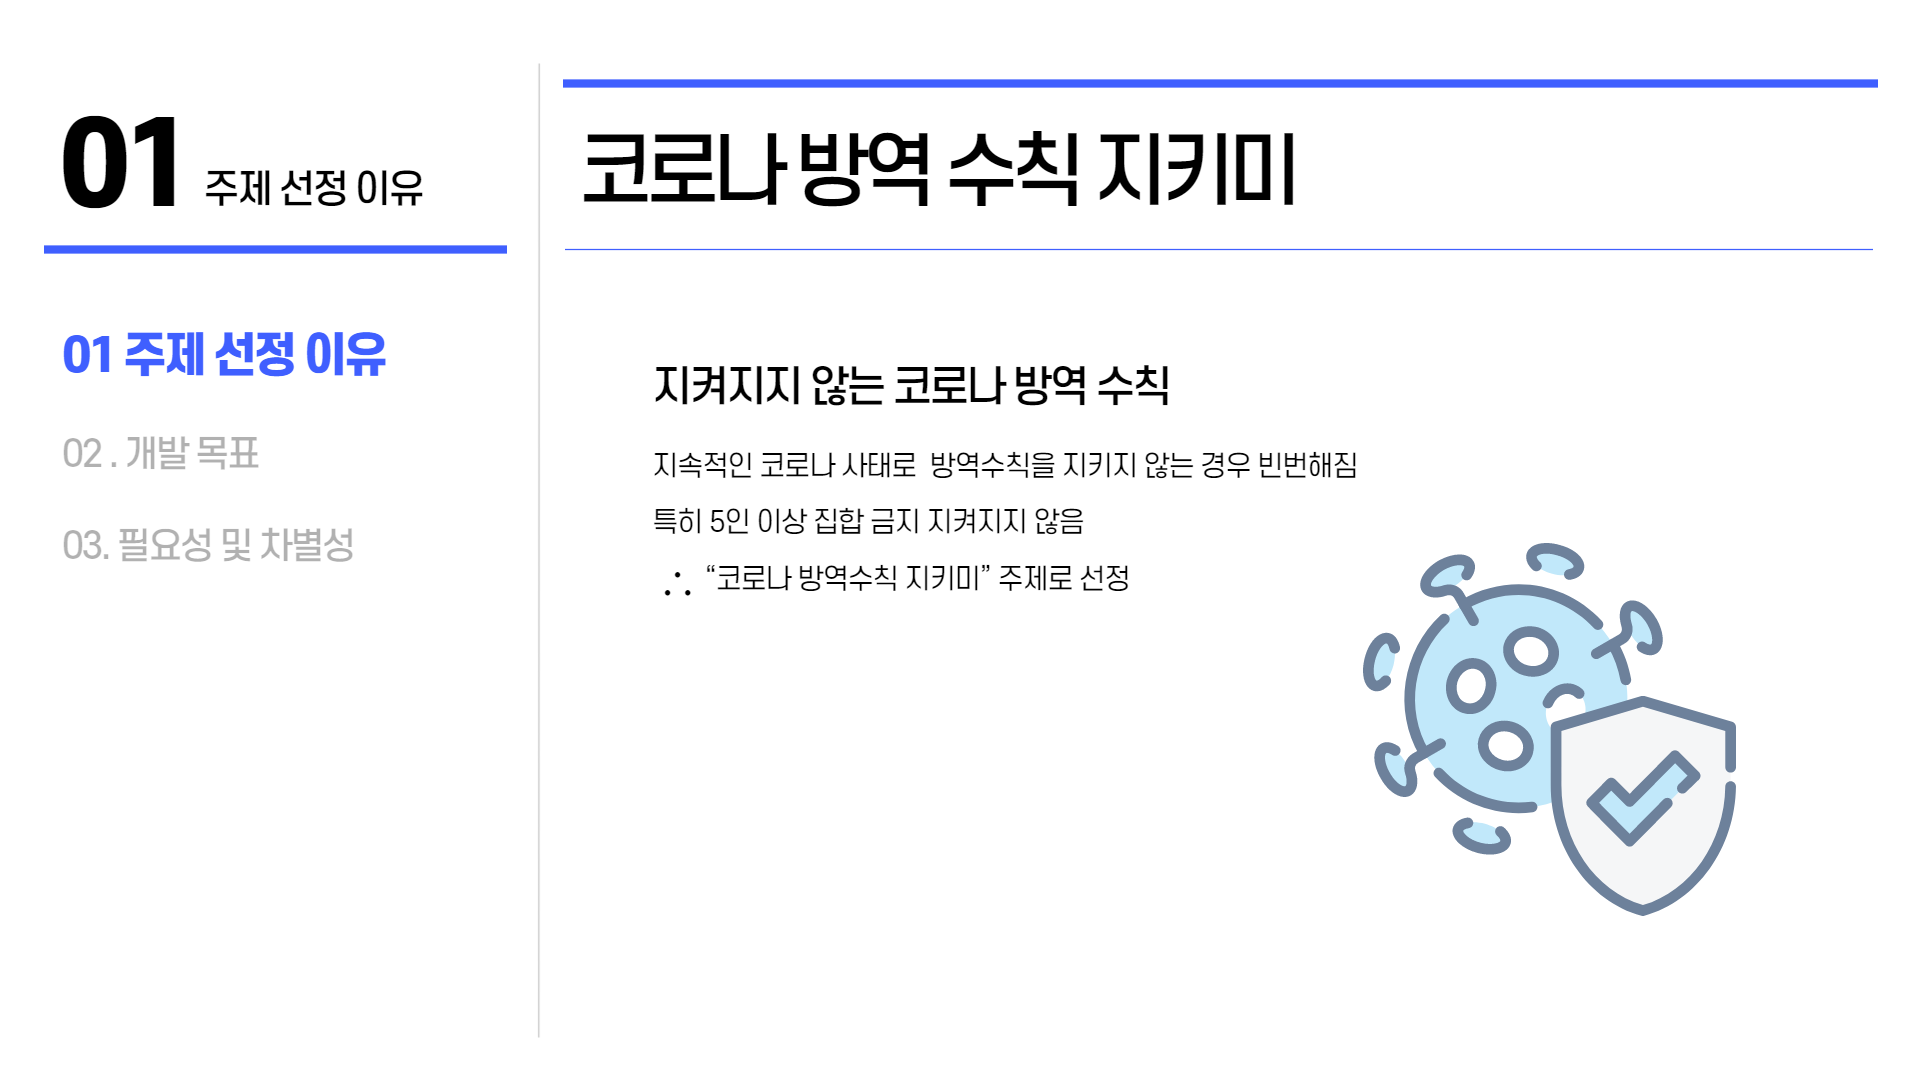 01 주제 선정 이유
01 주제 선정 이유
02 . 개발 목표
03. 필요성 및 차별성
코로나 방역 수칙 지키미
지켜지지 않는 코로나 방역 수칙
지속적인 코로나 사태로  방역수칙을 지키지 않는 경우 빈번해짐
특히 5인 이상 집합 금지 지켜지지 않음
∴ “코로나 방역수칙 지키미” 주제로 선정